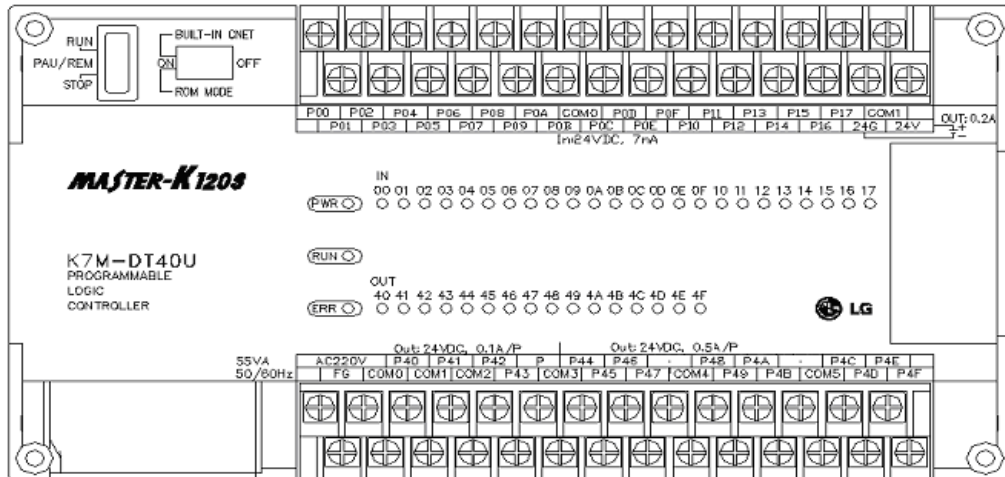 RUN
PAU/REM
STOP
BUILT-IN CNET
ON OFF
ROM MODE
P00 P02 P04 P06 P08 P0A COM0 P0D P0F P11 P13 P15 P17 COM1
P01 P03 P05 P07 P09 P0B P0C P0E P10 P12 P14 P16 24G 24V
OUT: 0.2A
+
-
In:24VDC, 7mA
MASTER-K120S
IN
00 01 02 03 04 05 06 07 08 09 0A 0B 0C 0D 0E 0F 10 11 12 13 14 15 16 17
PWR
K7M-DT40U
PROGRAMMABLE
LOGIC
CONTROLLER
RUN
OUT
40 41 42 43 44 45 46 47 48 49 4A 4B 4C 4D 4E 4F
ERR
LG
Out: 24VDC, 0.1A/P Out: 24VDC, 0.5A/P
55VA
50/60Hz
AC220V P40 P41 P42 P P44 P46 - P48 P4A - P4C P4E
FG COM0 COM1 COM2 P43 COM3 P45 P47 COM4 P49 P4B COM5 P4D P4F